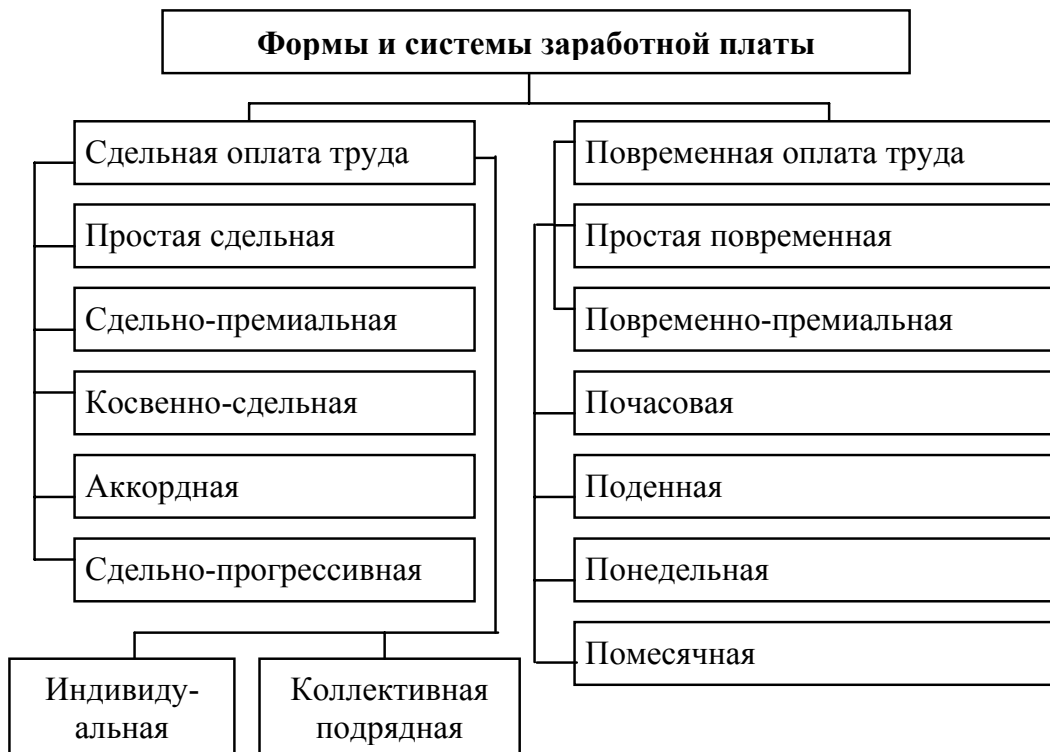 Формы и системы заработной платы
Сдельная оплата труда
Простая сдельная
Сдельно-премиальная
Косвенно-сдельная
Аккордная
Сдельно-прогрессивная
Индивиду-
альная
Коллективная
подрядная
Повременная оплата труда
Простая повременная
Повременно-премиальная
Почасовая
Поденная
Понедельная
Помесячная